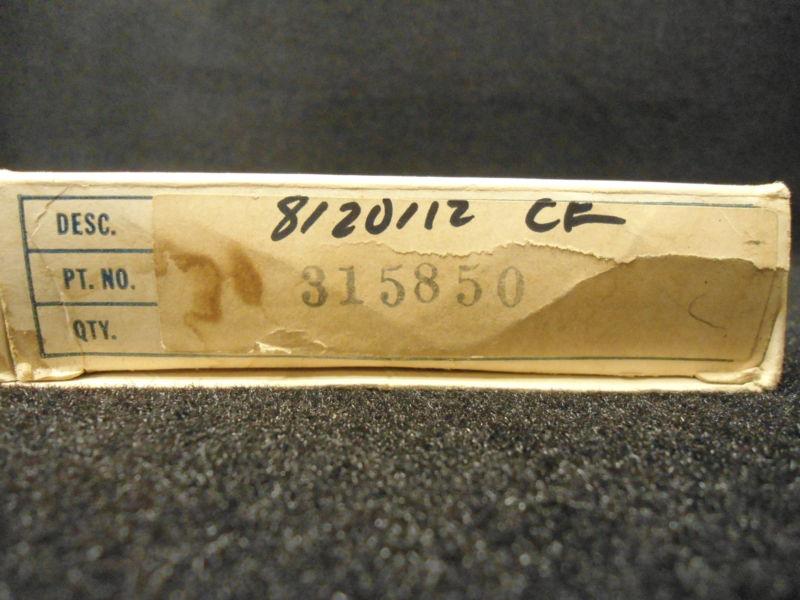 DESC. 8/20/12 CF
PT. NO. 315850
QTY.